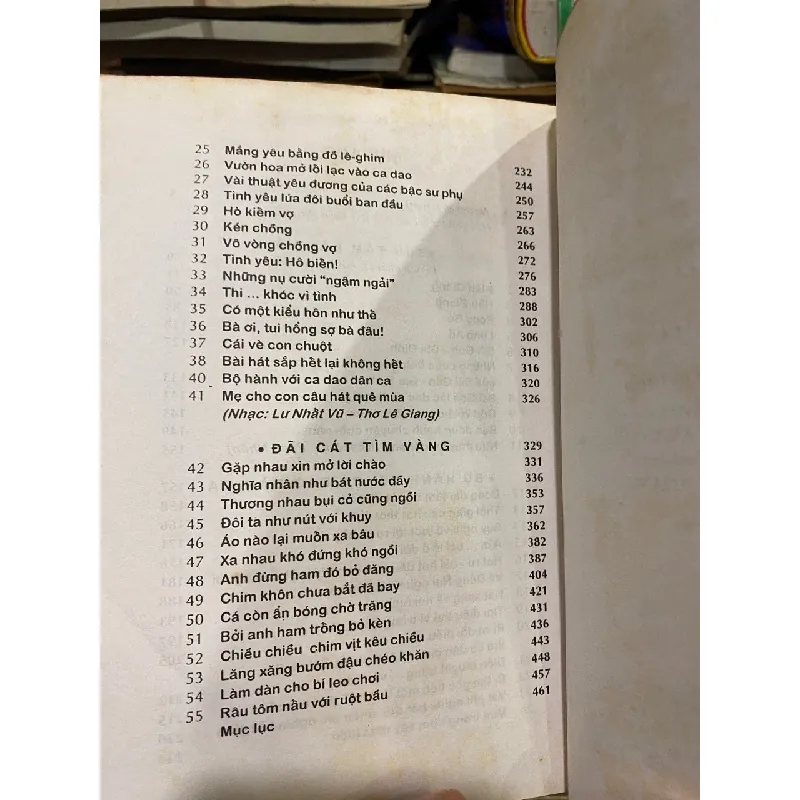 25 Mắng yêu bằng đồ lê-ghim
26 Vườn hoa mở lối lạc vào ca dao 232
27 Vài thuật yêu đương của các bậc sư phụ 244
28 Tình yêu lứa đôi buổi ban đầu 250
29 Hò kiếm vợ 257
30 Kén chồng 263
31 Võ vòng chồng vợ 266
32 Tình yêu: Hô biến! 272
33 Những nụ cười “ngậm ngải” 276
34 Thi ... khóc vì tình 283
35 Có một kiểu hôn như thà 288
36 Bà ơi, tui hổng sợ bà đâu! 302
37 Cái vè con chuột 306
38 Bài hát sắp hết lại không hết 310
39 316
40 Bộ hành với ca dao dân ca 320
41 Mẹ cho con câu hát quê mùa 326
(Nhạc: Lư Nhất Vũ – Thơ Lê Giang)
• ĐÃI CÁT TÌM VÀNG 329
42 Gặp nhau xin mở lời chào 331
43 Nghĩa nhân như bát nước đầy 336
44 Thương nhau bụi cỏ cũng ngồi 353
45 Đôi ta như nút với khuy 357
46 Áo nào lại muốn xa bâu 362
47 Xa nhau khó đứng khó ngồi 382
48 Anh đừng ham đó bỏ đăng 387
49 Chim khôn chưa bắt đã bay 404
50 Cá còn ẩn bóng chờ trăng 421
51 Bởi anh ham trống bỏ kèn 431
52 Chiều chiều chim vịt kêu chiều 436
53 Lăng xăng bướm đậu chéo khăn 443
54 Làm dàn cho bí leo chơi 448
55 Râu tôm nấu với ruột bầu 457
Mục lục 461